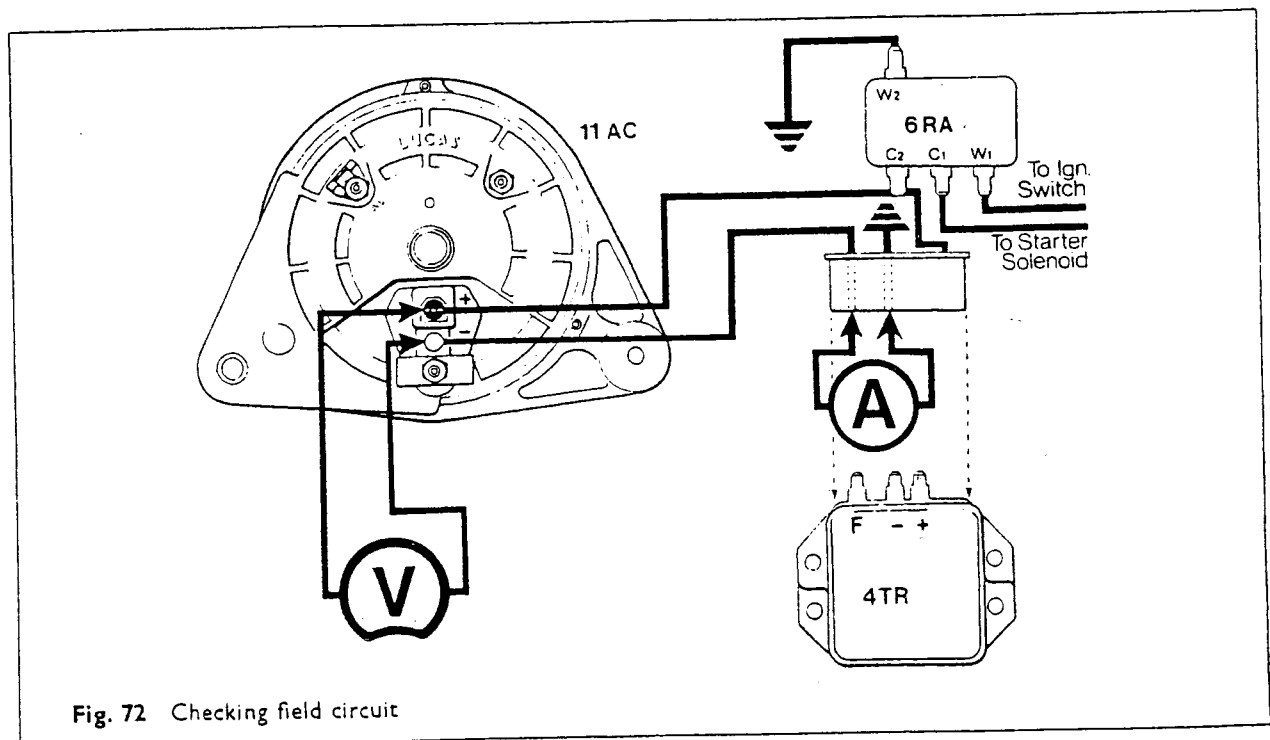 LUCAS
11 AC
W2
6RA
C2 C1 W1
To Ign.
Switch
To Starter
Solenoid
+
−
A
F − +
4TR
V
Fig. 72 Checking field circuit